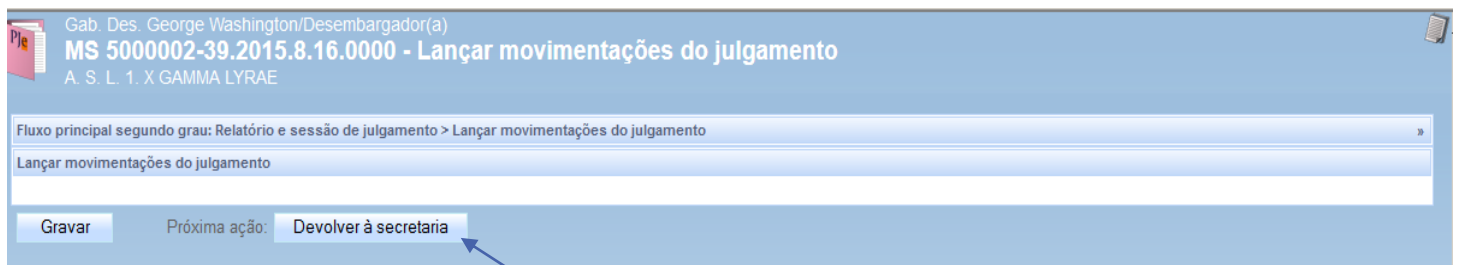 PJe
Gab. Des. George Washington/Desembargador(a)
MS 5000002-39.2015.8.16.0000 - Lançar movimentações do julgamento
A. S. L. 1. X GAMMA LYRAE
Fluxo principal segundo grau: Relatório e sessão de julgamento > Lançar movimentações do julgamento »
Lançar movimentações do julgamento
Gravar Próxima ação: Devolver à secretaria